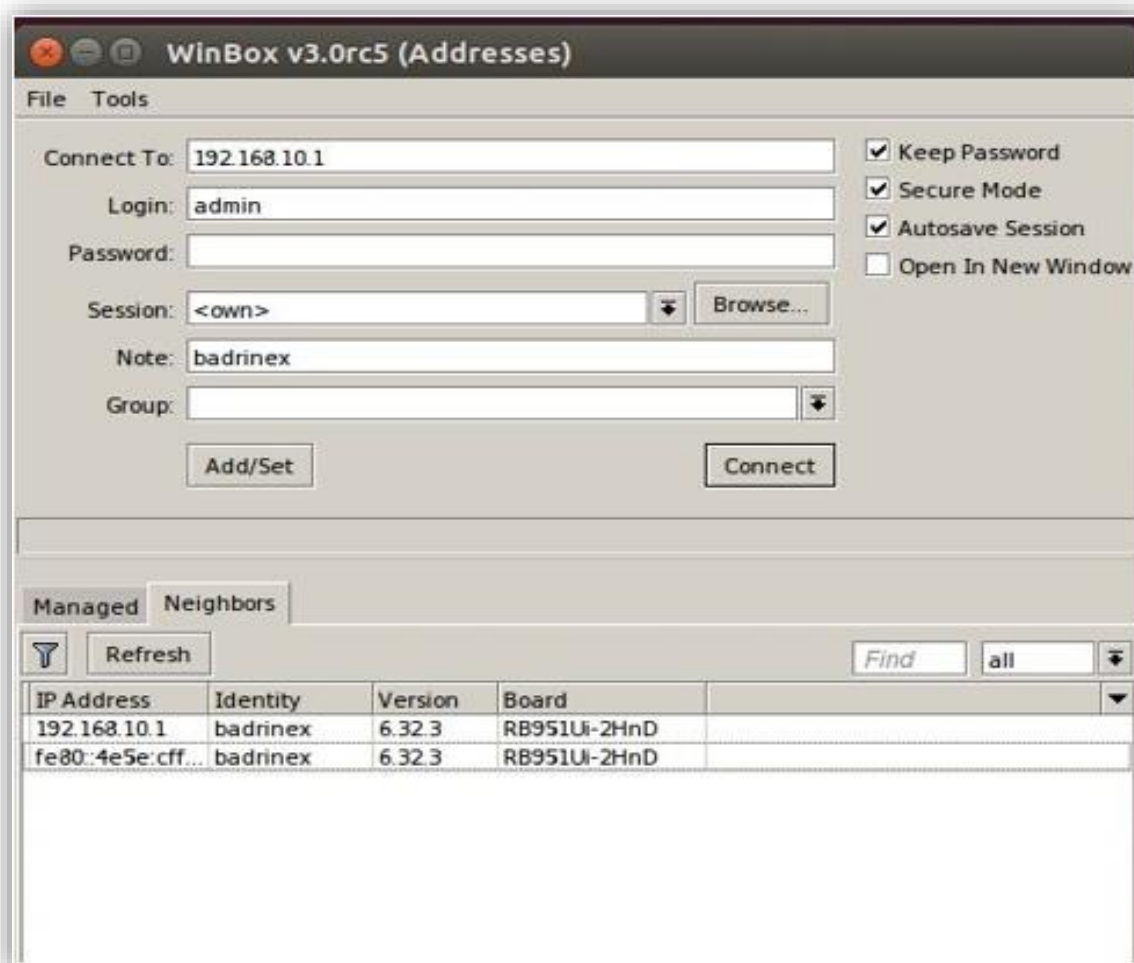 WinBox v3.0rc5 (Addresses)
File Tools
Connect To: 192.168.10.1
Keep Password
Login: admin
Secure Mode
Password:
Autosave Session
Open In New Window
Session: <own> Browse...
Note: badrinex
Group:
Add/Set Connect
Managed Neighbors
Refresh Find all
IP Address Identity Version Board
192.168.10.1 badrinex 6.32.3 RB951Ui-2HnD
fe80::4e5e:cff... badrinex 6.32.3 RB951Ui-2HnD